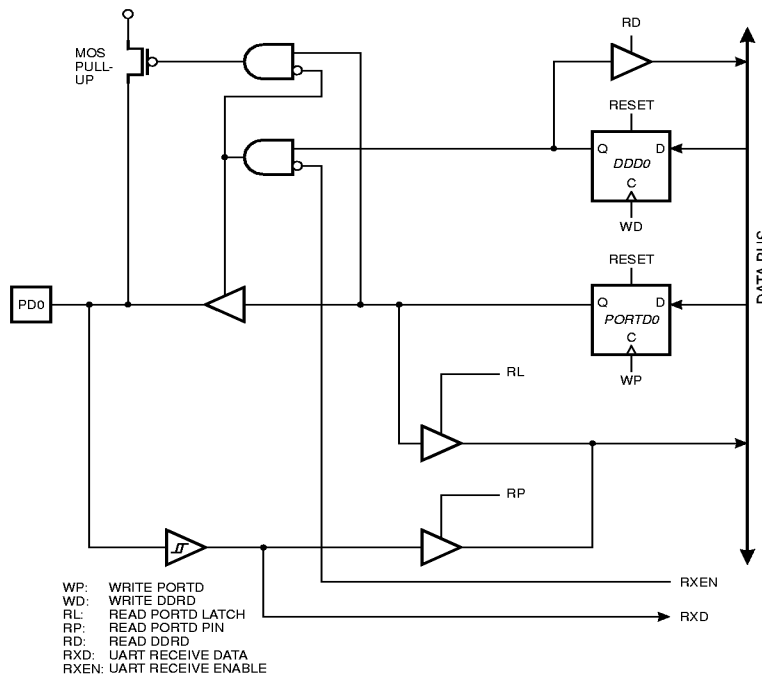 RD
MOS
PULL-
UP
RESET
Q
D
DDD0
C
WD
DATA BUS
RESET
PD0
Q
D
PORTD0
C
WP
RL
RP
RXEN
WP: WRITE PORTD
WD: WRITE DDRD
RL: READ PORTD LATCH
RXD
RP: READ PORTD PIN
RD: READ DDRD
RXD: UART RECEIVE DATA
RXEN: UART RECEIVE ENABLE